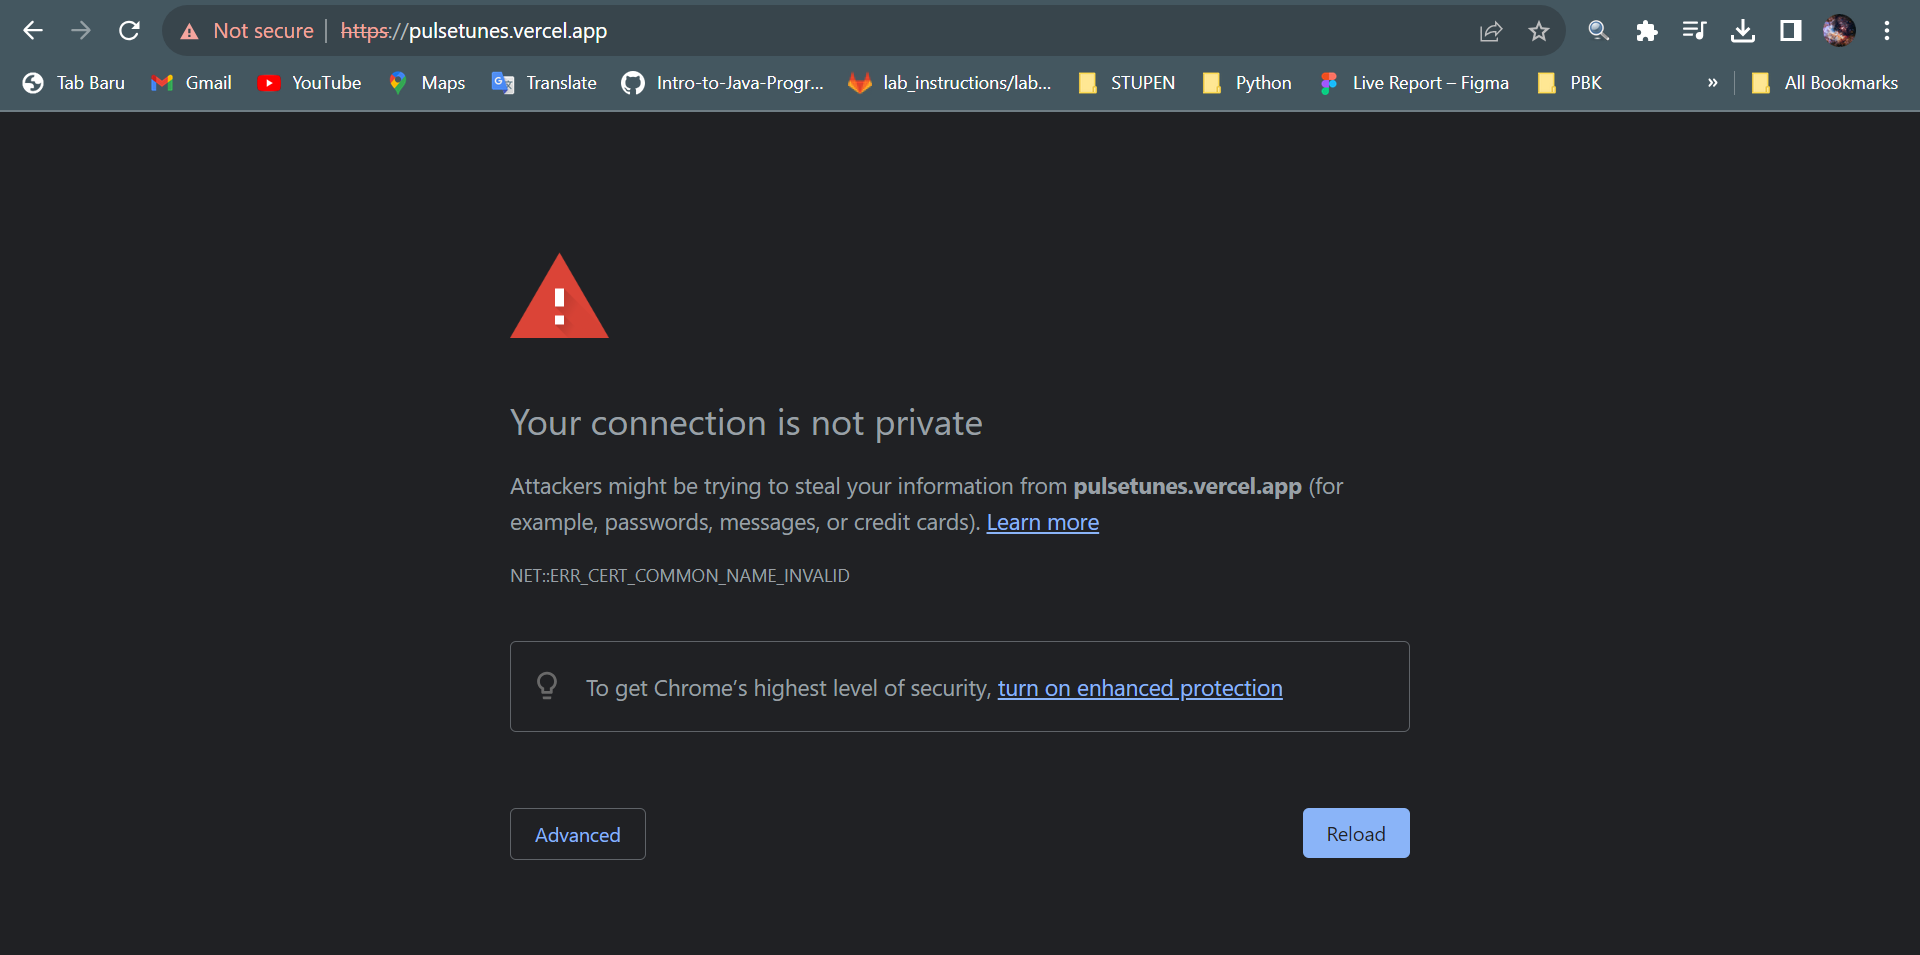 Not secure | https://pulsetunes.vercel.app
Tab Baru Gmail YouTube Maps Translate Intro-to-Java-Progr... lab_instructions/lab... STUPEN Python Live Report – Figma PBK » All Bookmarks
Your connection is not private
Attackers might be trying to steal your information from pulsetunes.vercel.app (for
example, passwords, messages, or credit cards). Learn more
NET::ERR_CERT_COMMON_NAME_INVALID
To get Chrome’s highest level of security, turn on enhanced protection
Advanced Reload